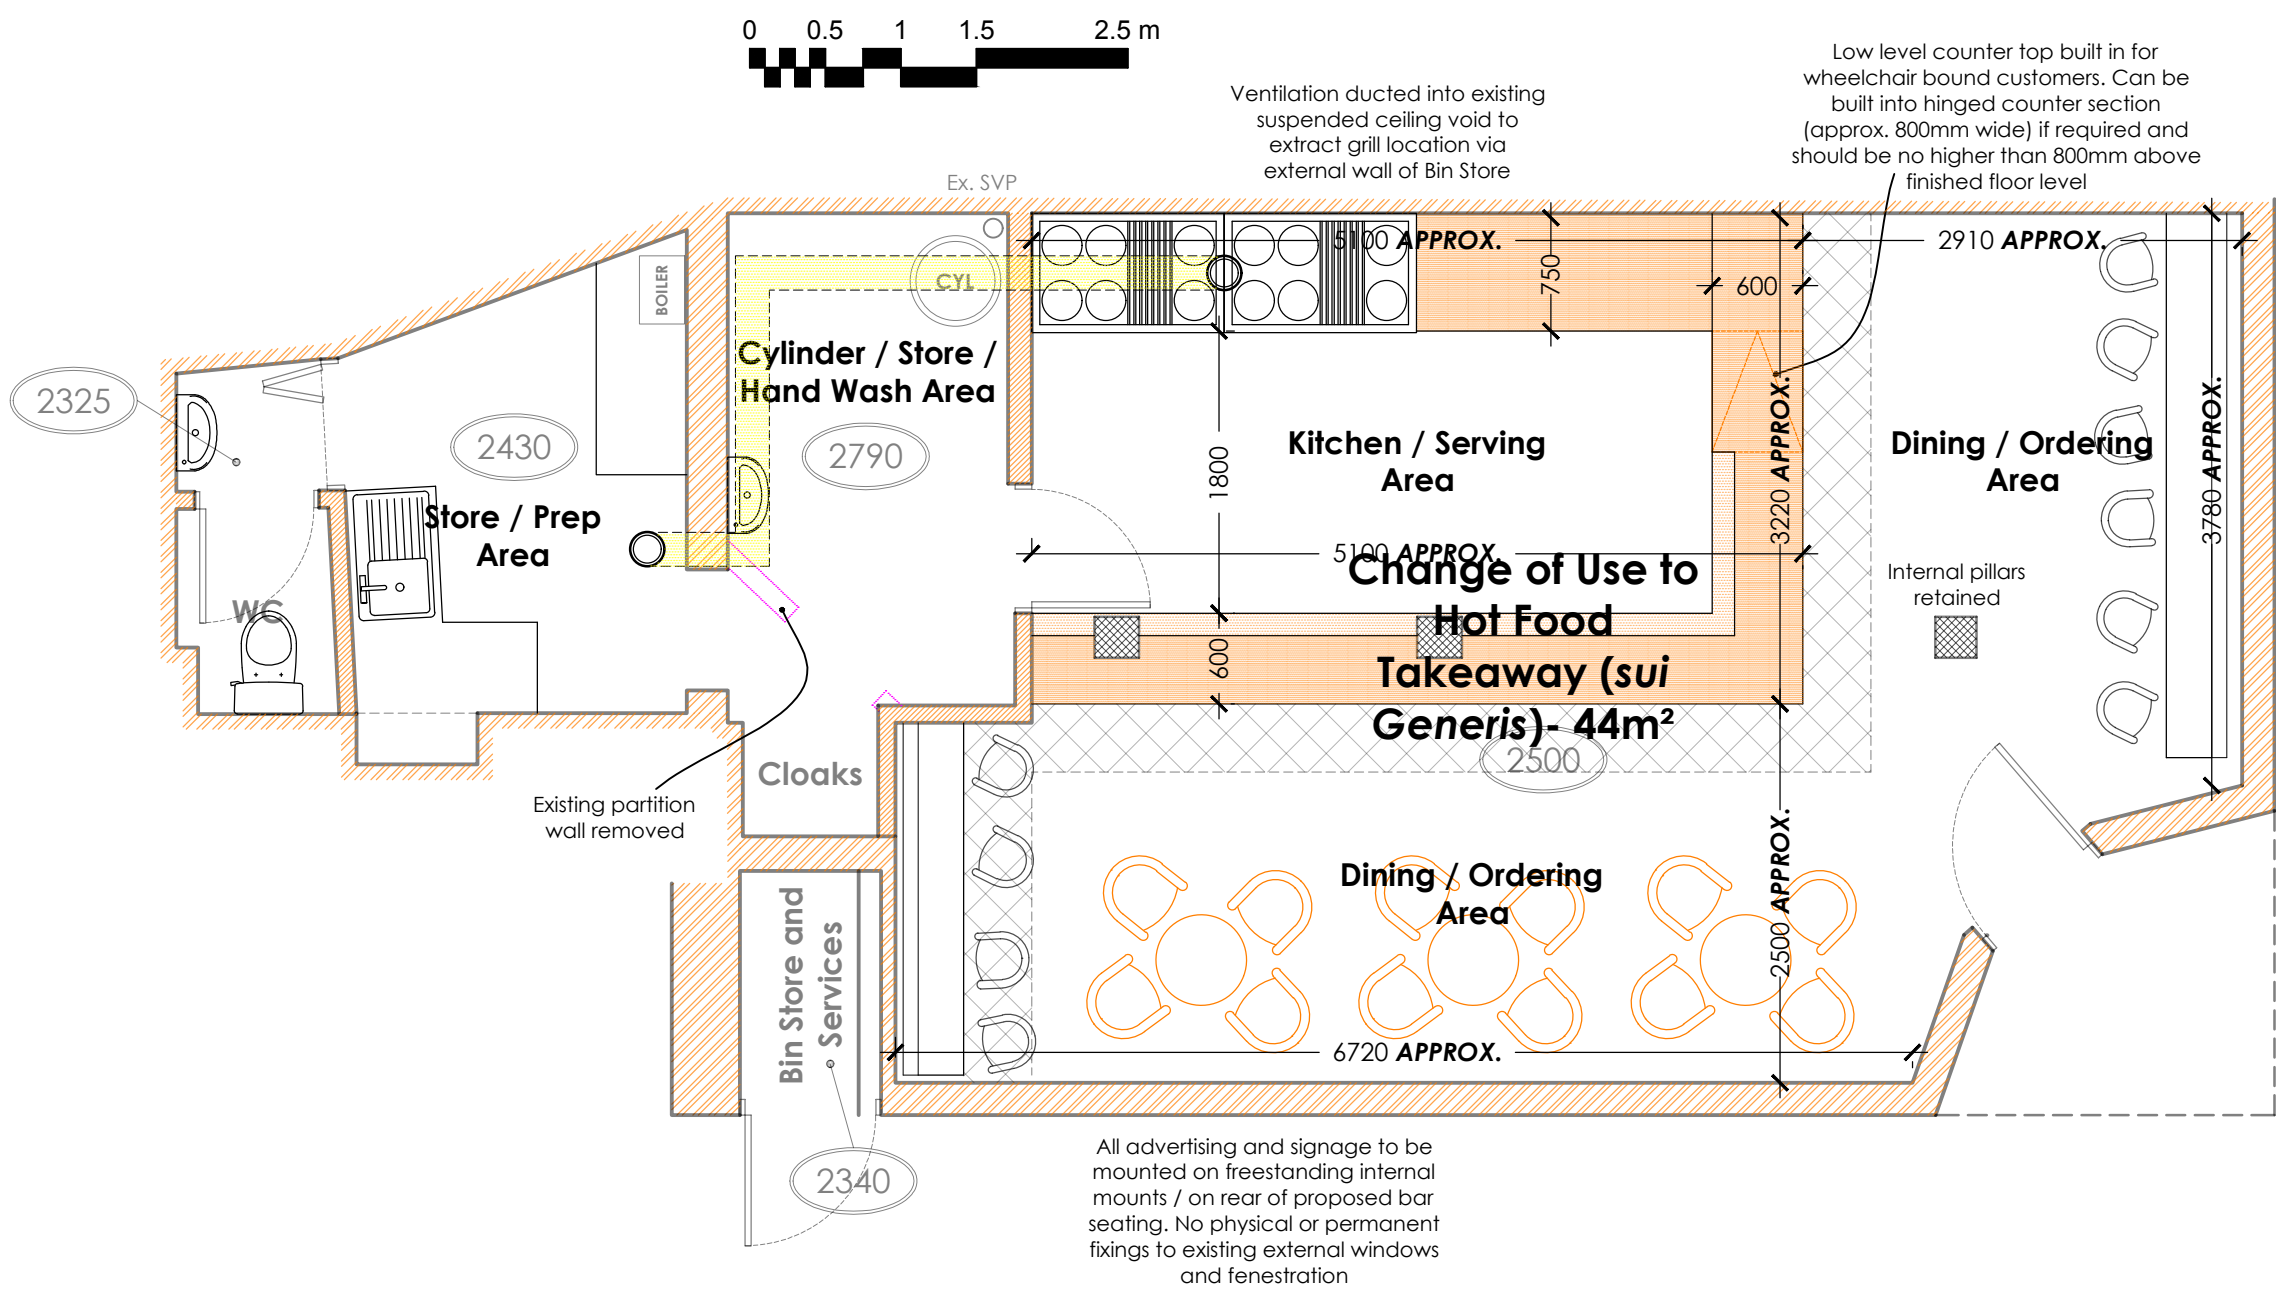 0 0.5 1 1.5 2.5 m
Low level counter top built in for
wheelchair bound customers. Can be
built into hinged counter section
(approx. 800mm wide) if required and
should be no higher than 800mm above
finished floor level
Ventilation ducted into existing
suspended ceiling void to
extract grill location via
external wall of Bin Store
Ex. SVP
5100 APPROX.
2910 APPROX.
750
600
BOILER
CYL
Cylinder / Store /
Hand Wash Area
2325
2430
2790
Kitchen / Serving
Area
1800
3220 APPROX.
Dining / Ordering
Area
3780 APPROX.
Store / Prep
Area
5100 APPROX.
Change of Use to
Hot Food
Takeaway (sui
Generis)- 44m²
Internal pillars
retained
WC
600
2500
Cloaks
Existing partition
wall removed
Dining / Ordering
Area
2500 APPROX.
Bin Store and
Services
6720 APPROX.
2340
All advertising and signage to be
mounted on freestanding internal
mounts / on rear of proposed bar
seating. No physical or permanent
fixings to existing external windows
and fenestration